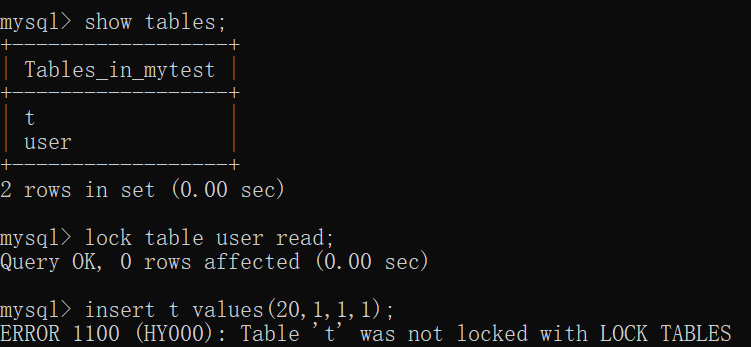 mysql> show tables;
+------------------+
| Tables_in_mytest |
+------------------+
| t                |
| user             |
+------------------+
2 rows in set (0.00 sec)
mysql> lock table user read;
Query OK, 0 rows affected (0.00 sec)
mysql> insert t values(20,1,1,1);
ERROR 1100 (HY000): Table 't' was not locked with LOCK TABLES